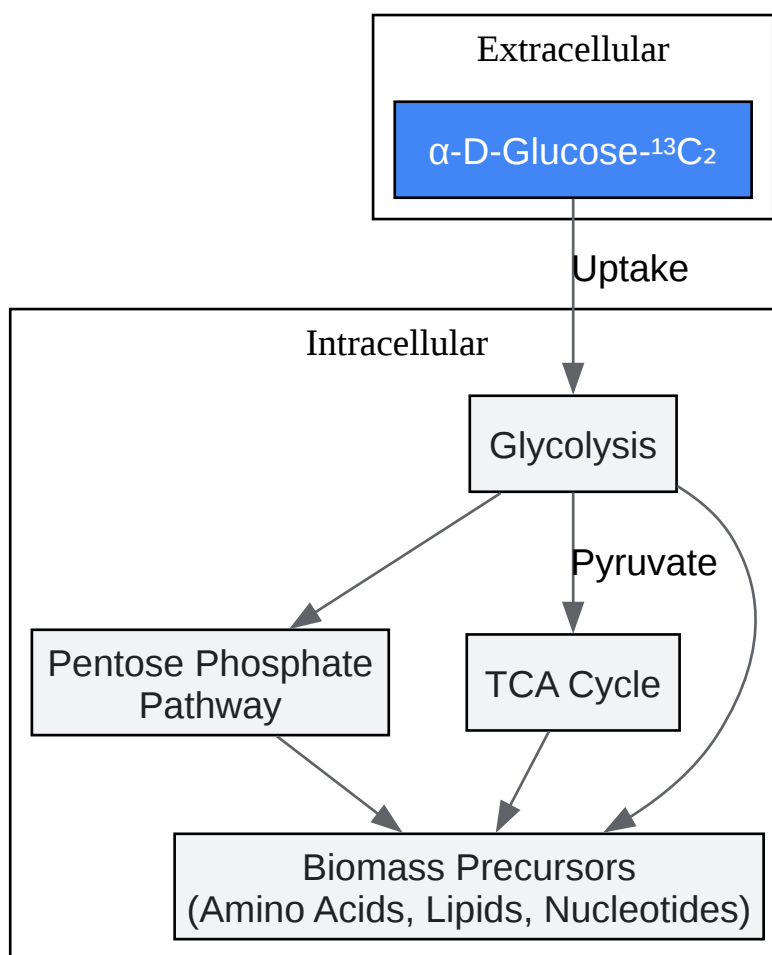 Extracellular
α-D-Glucose-¹³C₂
Uptake
Intracellular
Glycolysis
Pyruvate
Pentose Phosphate
Pathway
TCA Cycle
Biomass Precursors
(Amino Acids, Lipids, Nucleotides)